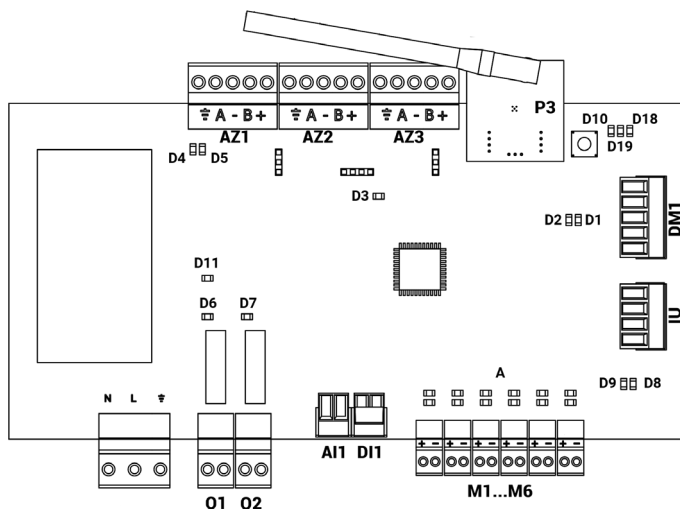 P3
⏚ A - B + ⏚ A - B + ⏚ A - B +
AZ1 AZ2 AZ3
D10 D18
D19
D4 D5
D3
DM1
D2 D1
D11
D6 D7
IU
A
D9 D8
N L ⏚
+ - + - + - + - + - + -
AI1 DI1
M1...M6
O1 O2